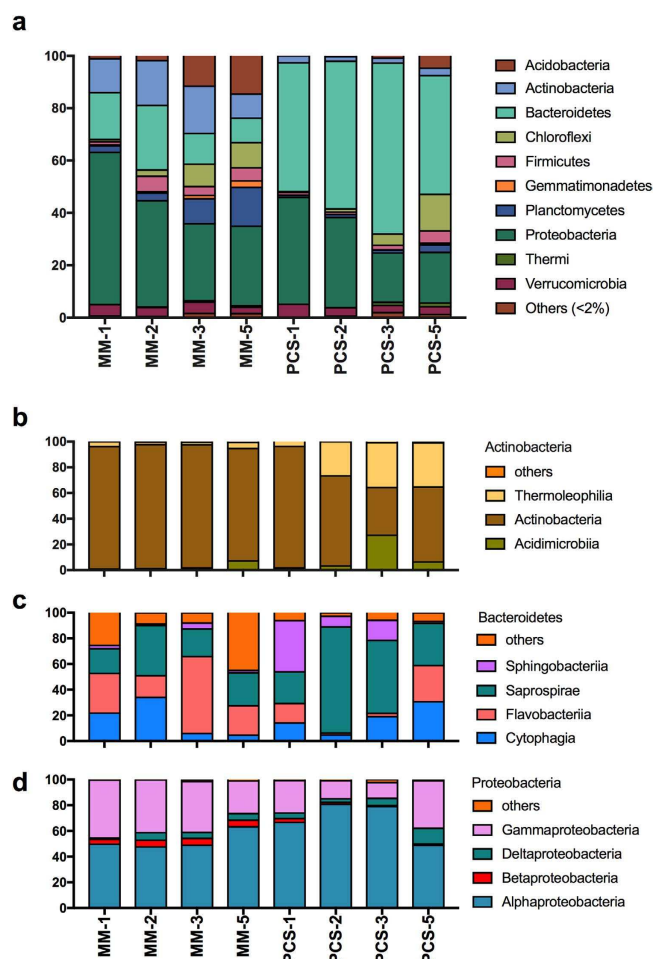 a
100
80
60
40
20
0
MM-1
MM-2
MM-3
MM-5
PCS-1
PCS-2
PCS-3
PCS-5
Acidobacteria
Actinobacteria
Bacteroidetes
Chloroflexi
Firmicutes
Gemmatimonadetes
Planctomycetes
Proteobacteria
Thermi
Verrucomicrobia
Others (<2%)
b
100
80
60
40
20
0
Actinobacteria
others
Thermoleophilia
Actinobacteria
Acidimicrobiia
c
100
80
60
40
20
0
Bacteroidetes
others
Sphingobacteriia
Saprospirae
Flavobacteriia
Cytophagia
d
100
80
60
40
20
0
MM-1
MM-2
MM-3
MM-5
PCS-1
PCS-2
PCS-3
PCS-5
Proteobacteria
others
Gammaproteobacteria
Deltaproteobacteria
Betaproteobacteria
Alphaproteobacteria